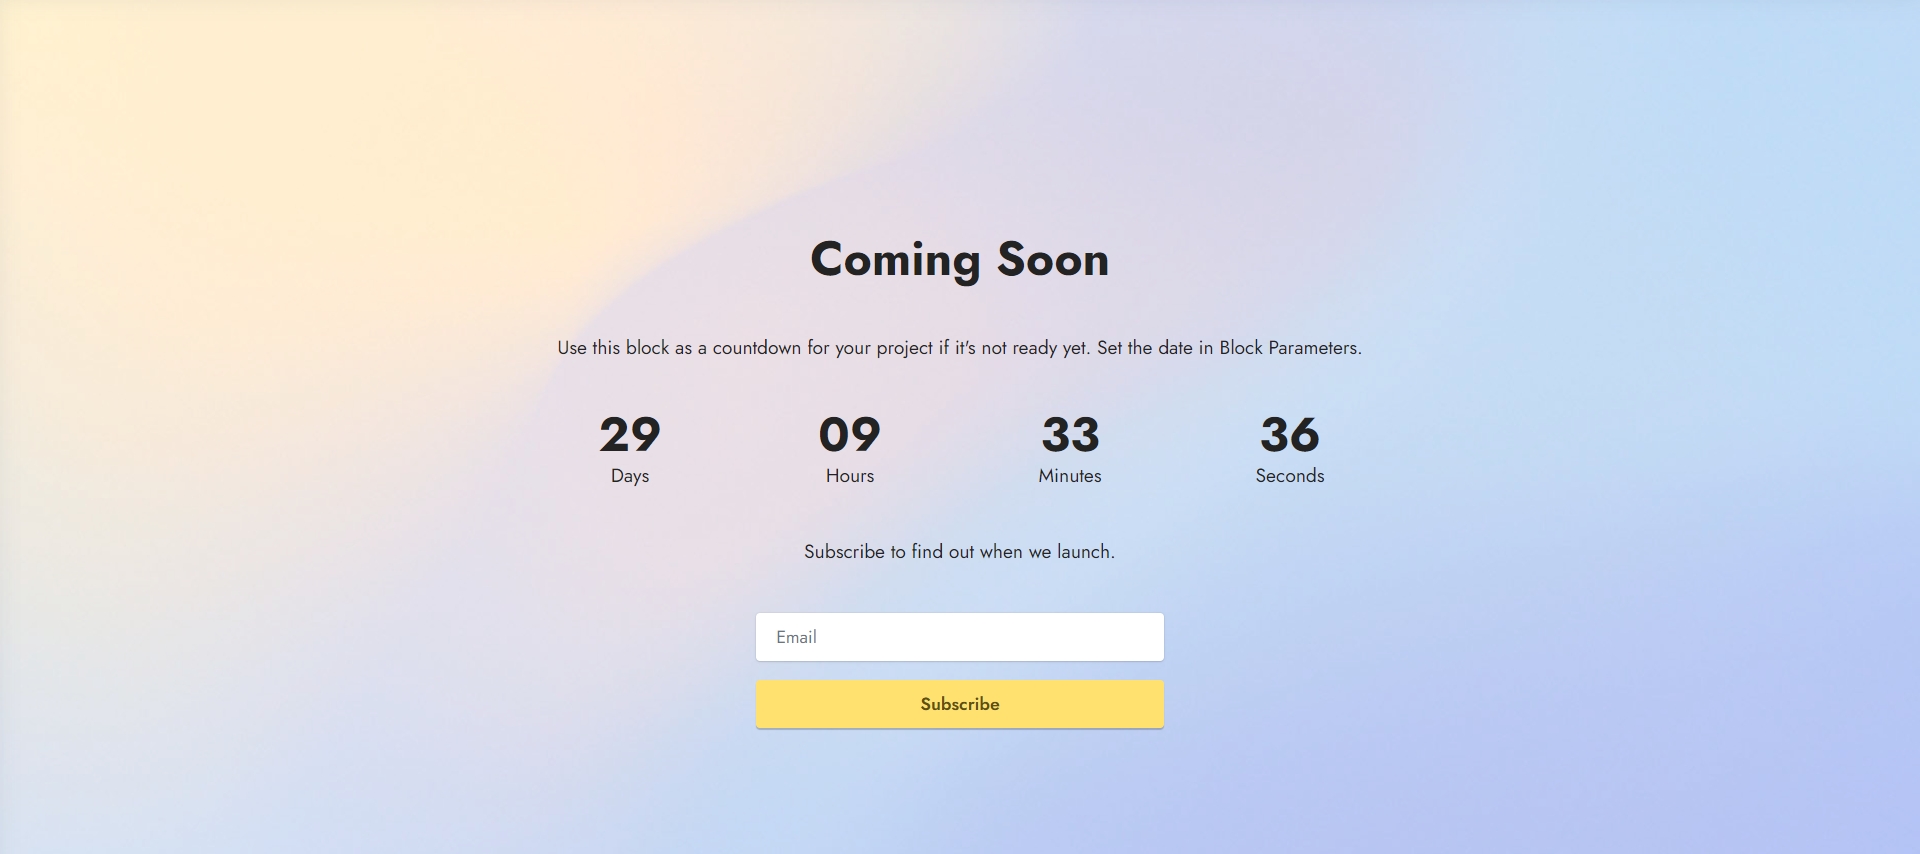 Coming Soon
Use this block as a countdown for your project if it's not ready yet. Set the date in Block Parameters.
29 09 33 36
Days Hours Minutes Seconds
Subscribe to find out when we launch.
Email
Subscribe